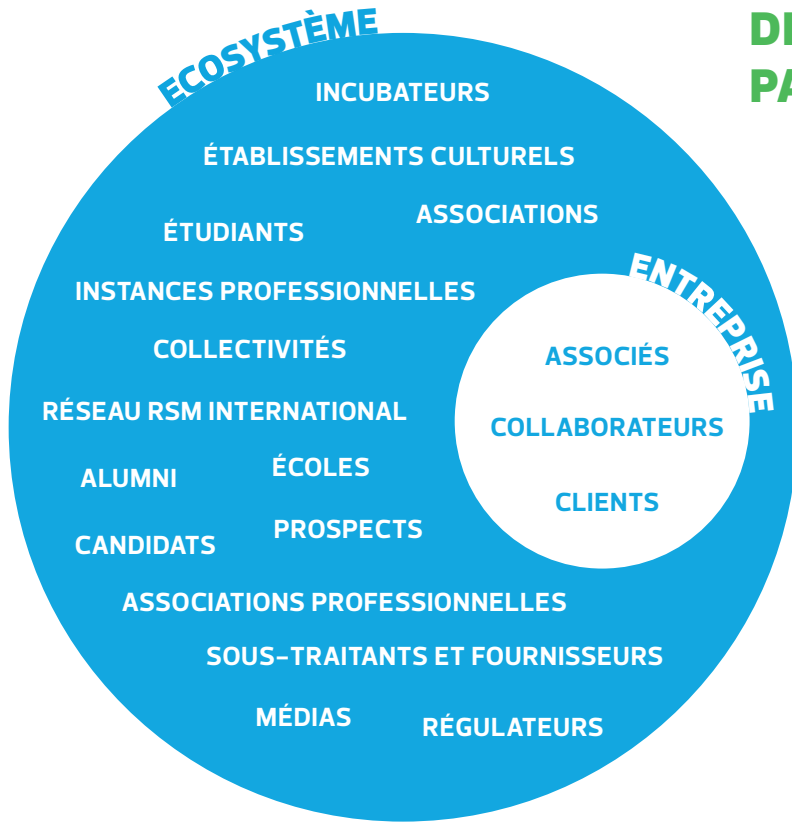 ECOSYSTÈME
INCUBATEURS
ÉTABLISSEMENTS CULTURELS
ASSOCIATIONS
ÉTUDIANTS
INSTANCES PROFESSIONNELLES
COLLECTIVITÉS
RÉSEAU RSM INTERNATIONAL
ALUMNI
ÉCOLES
CANDIDATS
PROSPECTS
ASSOCIATIONS PROFESSIONNELLES
SOUS-TRAITANTS ET FOURNISSEURS
MÉDIAS
RÉGULATEURS
ENTREPRISE
ASSOCIÉS
COLLABORATEURS
CLIENTS